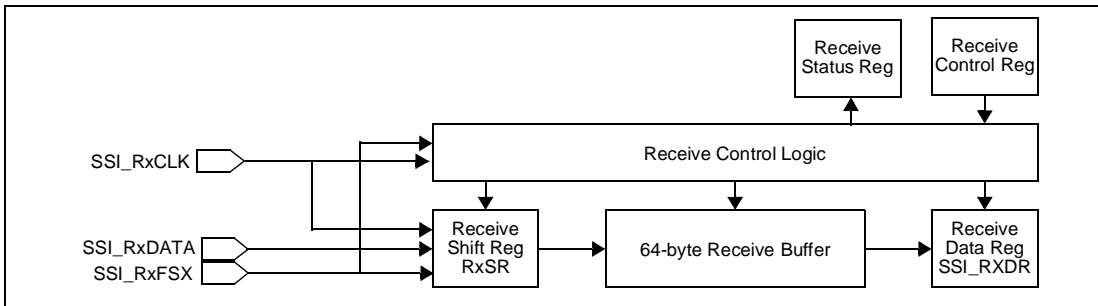 Receive
Status Reg
Receive
Control Reg
SSI_RxCLK
Receive Control Logic
SSI_RxDATA
SSI_RxFSX
Receive
Shift Reg
RxSR
64-byte Receive Buffer
Receive
Data Reg
SSI_RXDR